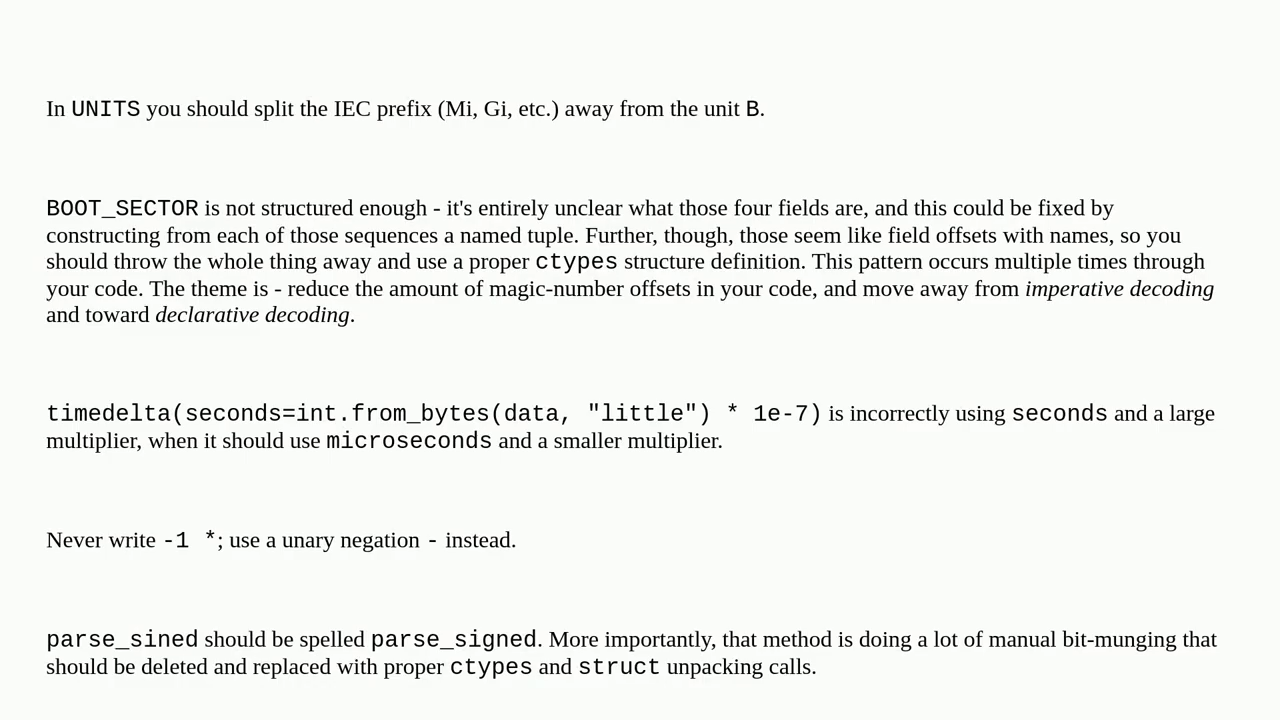 In UNITS you should split the IEC prefix (Mi, Gi, etc.) away from the unit B.
BOOT_SECTOR is not structured enough - it's entirely unclear what those four fields are, and this could be fixed by
constructing from each of those sequences a named tuple. Further, though, those seem like field offsets with names, so you
should throw the whole thing away and use a proper ctypes structure definition. This pattern occurs multiple times through
your code. The theme is - reduce the amount of magic-number offsets in your code, and move away from imperative decoding
and toward declarative decoding.
timedelta(seconds=int.from_bytes(data, "little") * 1e-7) is incorrectly using seconds and a large
multiplier, when it should use microseconds and a smaller multiplier.
Never write -1 *; use a unary negation - instead.
parse_sined should be spelled parse_signed. More importantly, that method is doing a lot of manual bit-munging that
should be deleted and replaced with proper ctypes and struct unpacking calls.